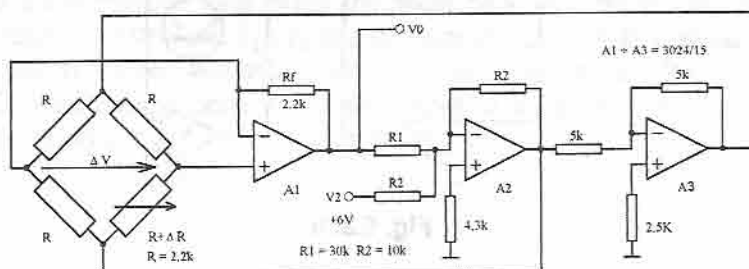 V0
A1 ÷ A3 = 3024/15
Rf
2.2k
R2
5k
R
R
R1
5k
ΔV
A1
A2
A3
V2
R2
+6V
4.3k
2.5K
R
R+ΔR
R = 2.2k
R1 = 30k R2 = 10k
−
+
−
+
−
+